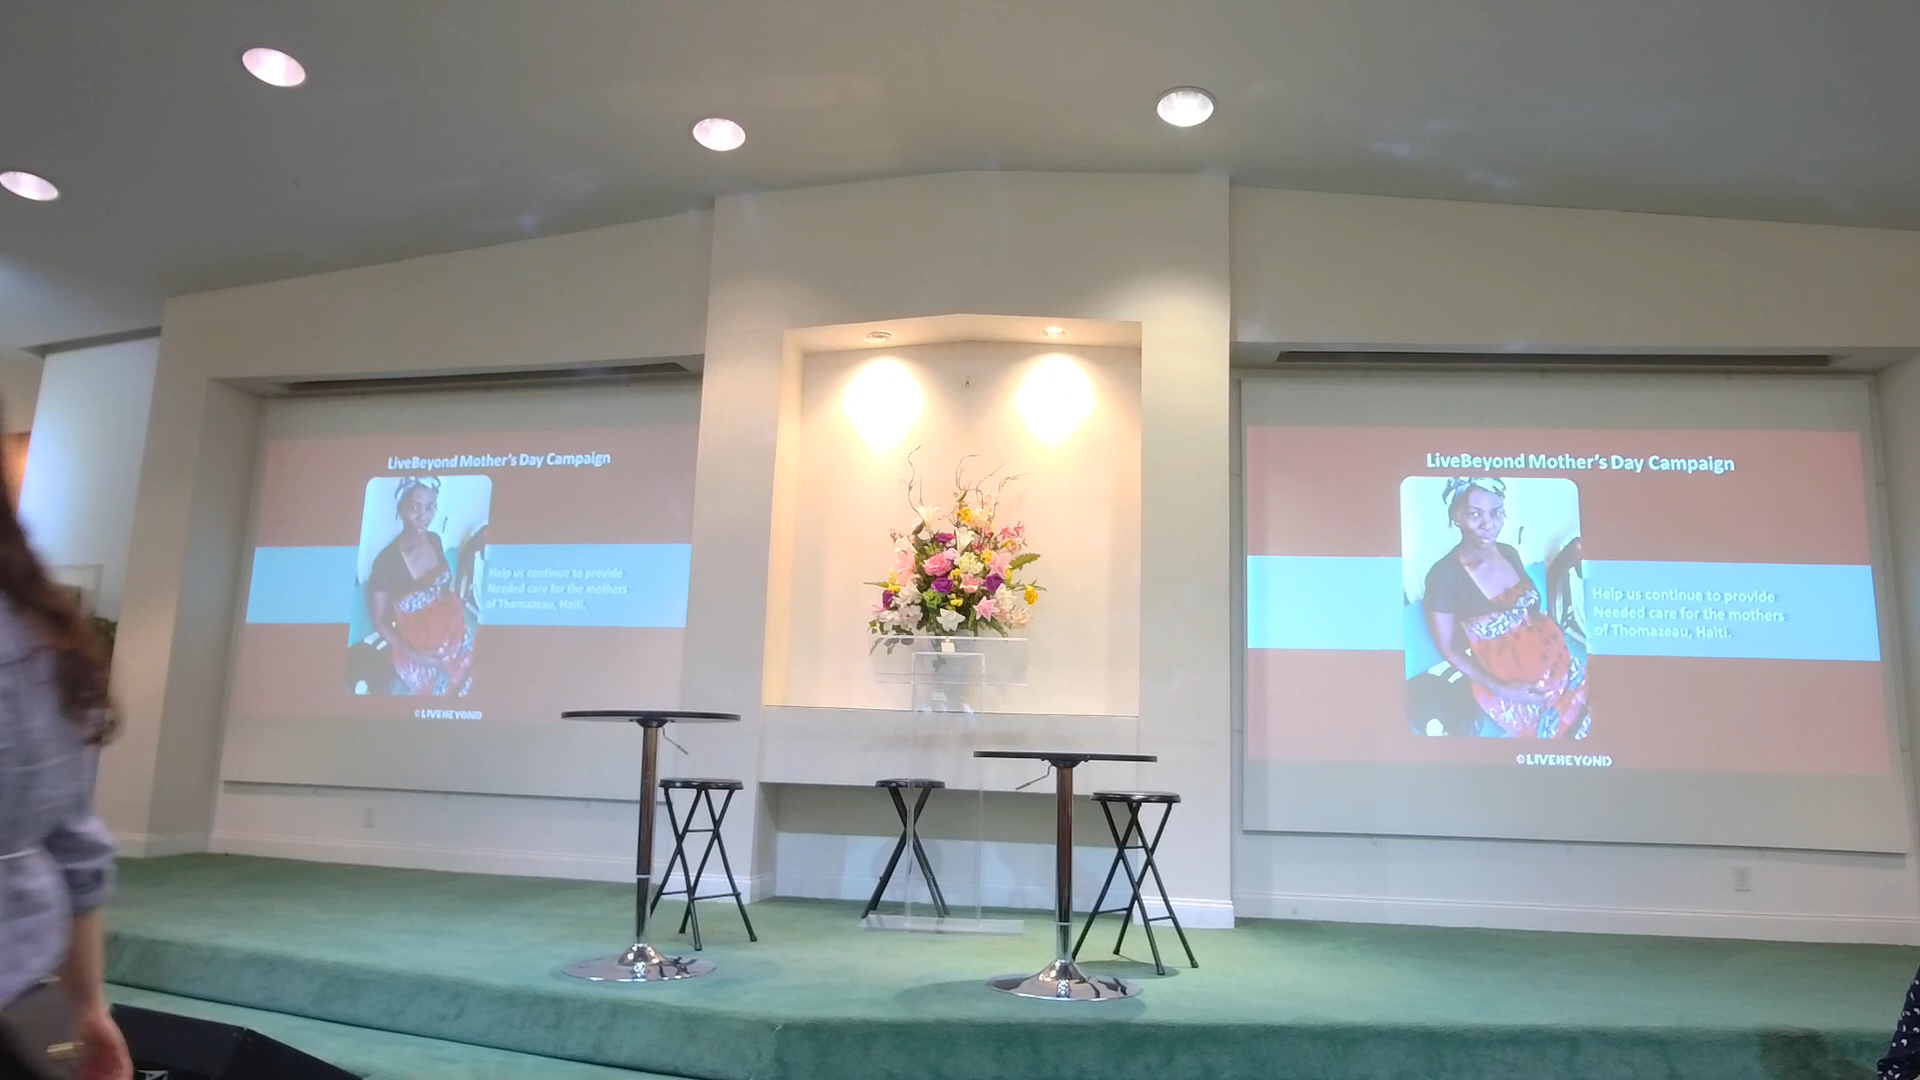 LiveBeyond Mother's Day Campaign
Help us continue to provide
Needed care for the mothers
of Thomazeau, Haiti.
LIVEBEYOND
LiveBeyond Mother's Day Campaign
Help us continue to provide
Needed care for the mothers
of Thomazeau, Haiti.
LIVEBEYOND